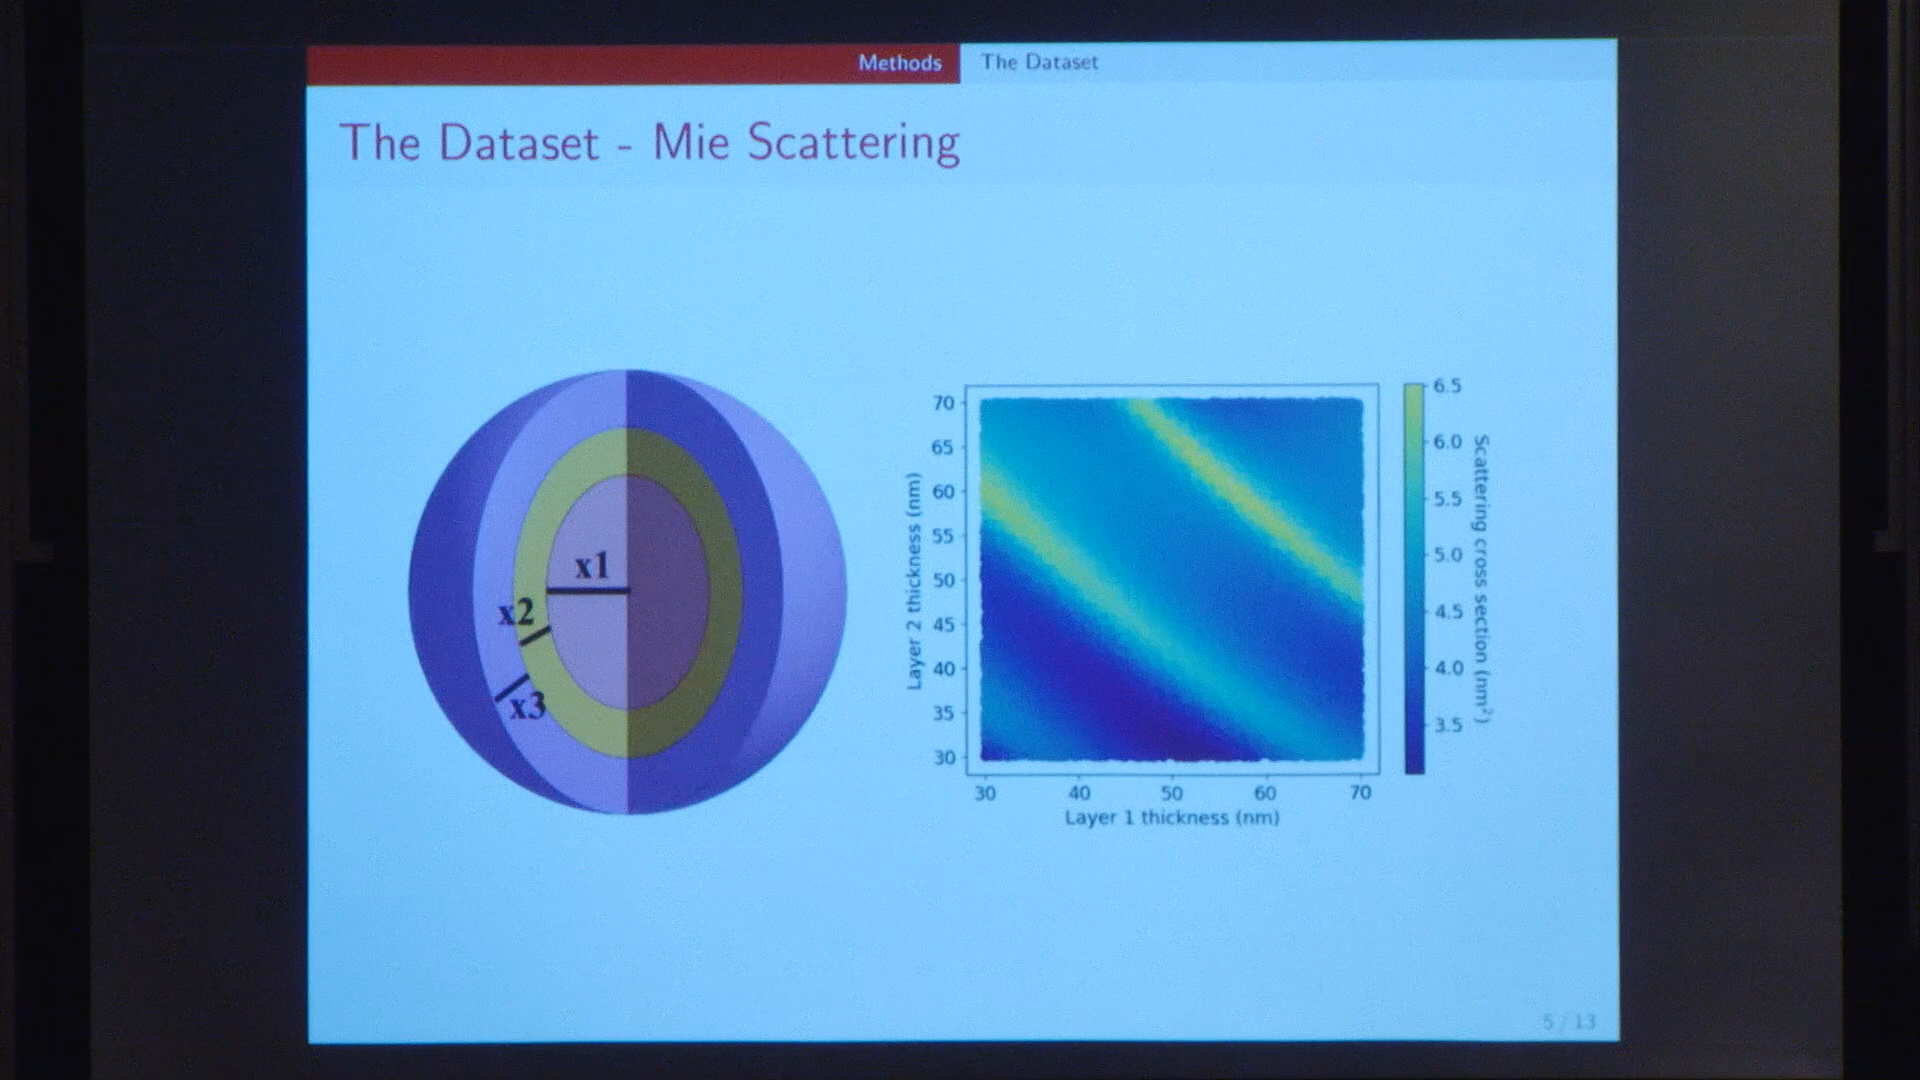 Methods
The Dataset
The Dataset - Mie Scattering
x1
x2
x3
70
65
60
55
50
45
40
35
30
Layer 2 thickness (nm)
30 40 50 60 70
Layer 1 thickness (nm)
6.5
6.0
5.5
5.0
4.5
4.0
3.5
Scattering cross section (nm²)
5 / 13